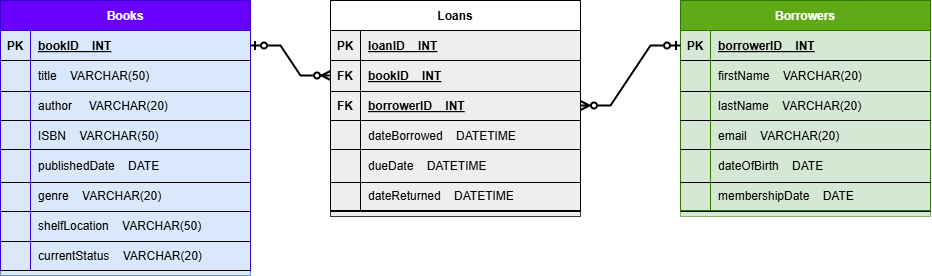 Books
PK bookID INT
title VARCHAR(50)
author VARCHAR(20)
ISBN VARCHAR(50)
publishedDate DATE
genre VARCHAR(20)
shelfLocation VARCHAR(50)
currentStatus VARCHAR(20)
Loans
PK loanID INT
FK bookID INT
FK borrowerID INT
dateBorrowed DATETIME
dueDate DATETIME
dateReturned DATETIME
Borrowers
PK borrowerID INT
firstName VARCHAR(20)
lastName VARCHAR(20)
email VARCHAR(20)
dateOfBirth DATE
membershipDate DATE